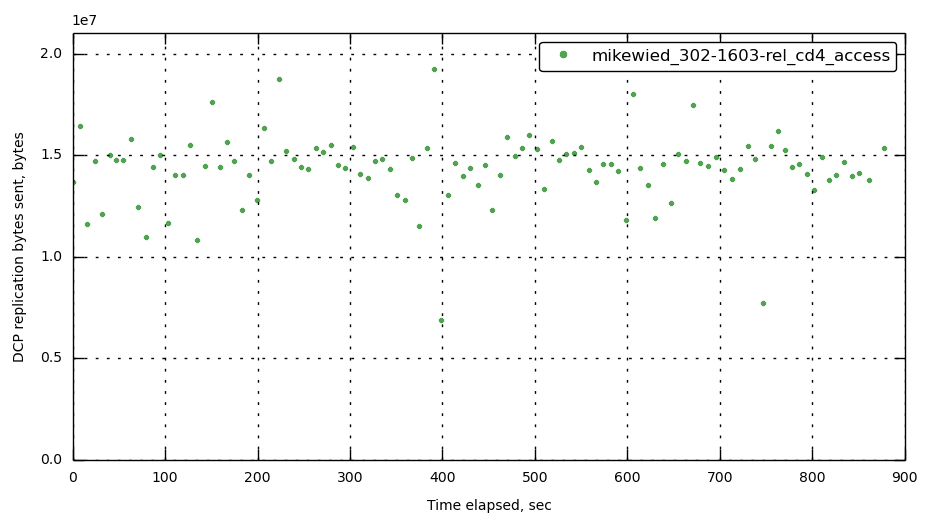 1e7
mikewied_302-1603-rel_cd4_access
2.0
1.5
1.0
0.5
0.0
DCP replication bytes sent, bytes
0 100 200 300 400 500 600 700 800 900
Time elapsed, sec